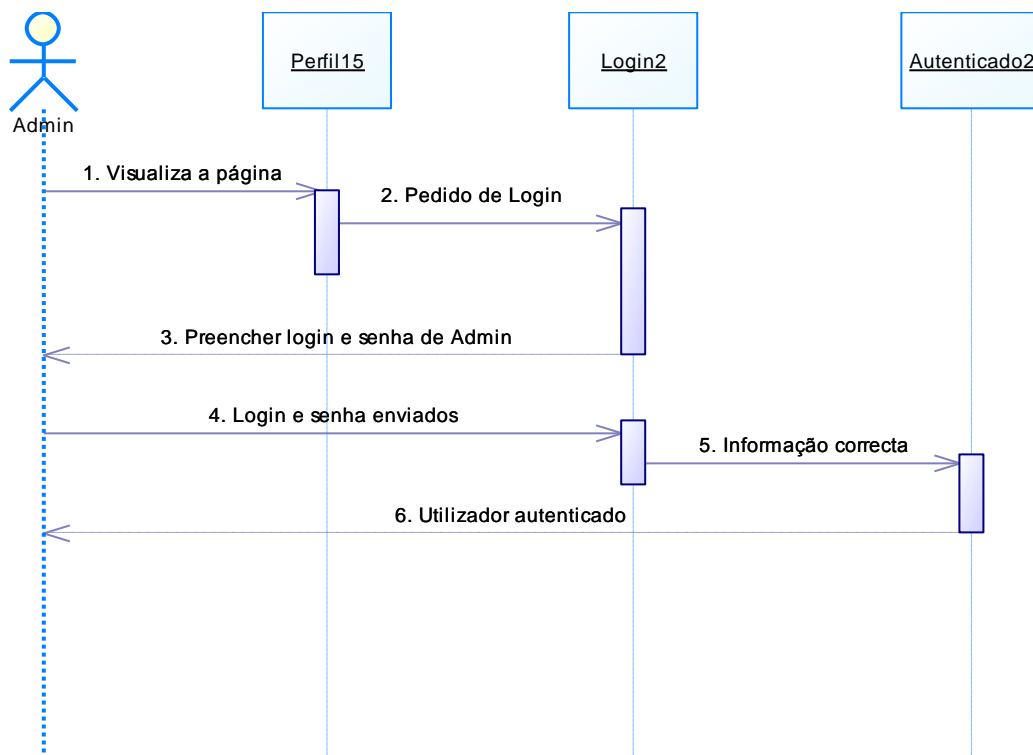 Perfil15
Login2
Autenticado2
Admin
1. Visualiza a página
2. Pedido de Login
3. Preencher login e senha de Admin
4. Login e senha enviados
5. Informação correcta
6. Utilizador autenticado